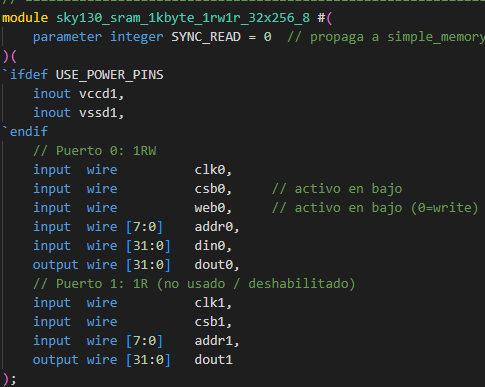 module sky130_sram_1kbyte_1rw1r_32x256_8 #(
    parameter integer SYNC_READ = 0  // propaga a simple_memory
)(
`ifdef USE_POWER_PINS
    inout vccd1,
    inout vssd1,
`endif
    // Puerto 0: 1RW
    input  wire         clk0,
    input  wire         csb0,     // activo en bajo
    input  wire         web0,     // activo en bajo (0=write)
    input  wire [7:0]   addr0,
    input  wire [31:0]  din0,
    output wire [31:0]  dout0,
    // Puerto 1: 1R (no usado / deshabilitado)
    input  wire         clk1,
    input  wire         csb1,
    input  wire [7:0]   addr1,
    output wire [31:0]  dout1
);